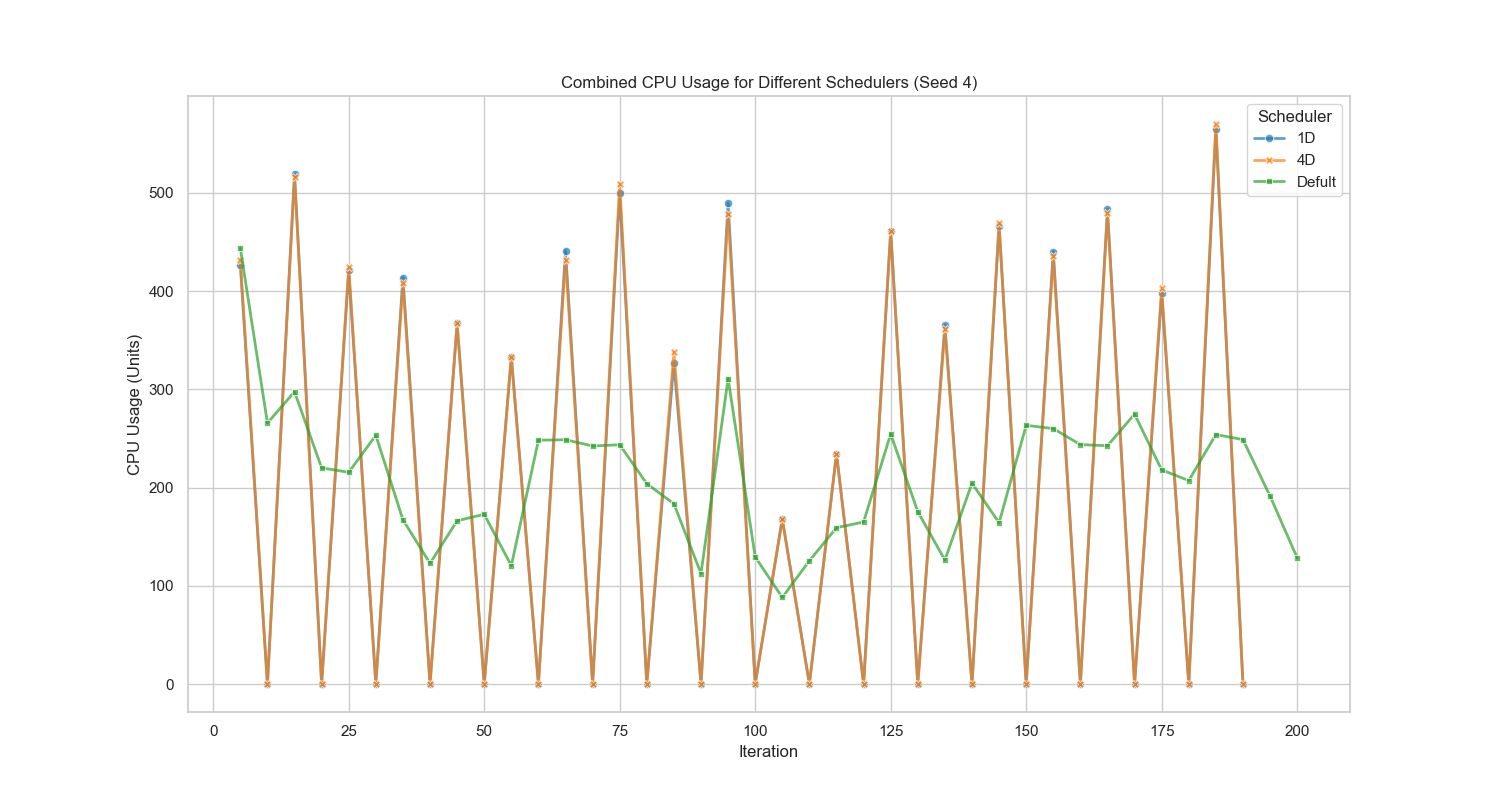 Combined CPU Usage for Different Schedulers (Seed 4)
Scheduler
1D
4D
Defult
CPU Usage (Units)
500
400
300
200
100
0
0 25 50 75 100 125 150 175 200
Iteration